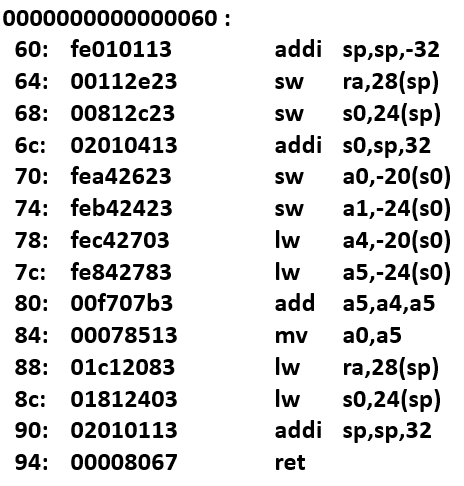 0000000000000060 :
60: fe010113 addi sp,sp,-32
64: 00112e23 sw ra,28(sp)
68: 00812c23 sw s0,24(sp)
6c: 02010413 addi s0,sp,32
70: fea42623 sw a0,-20(s0)
74: feb42423 sw a1,-24(s0)
78: fec42703 lw a4,-20(s0)
7c: fe842783 lw a5,-24(s0)
80: 00f707b3 add a5,a4,a5
84: 00078513 mv a0,a5
88: 01c12083 lw ra,28(sp)
8c: 01812403 lw s0,24(sp)
90: 02010113 addi sp,sp,32
94: 00008067 ret